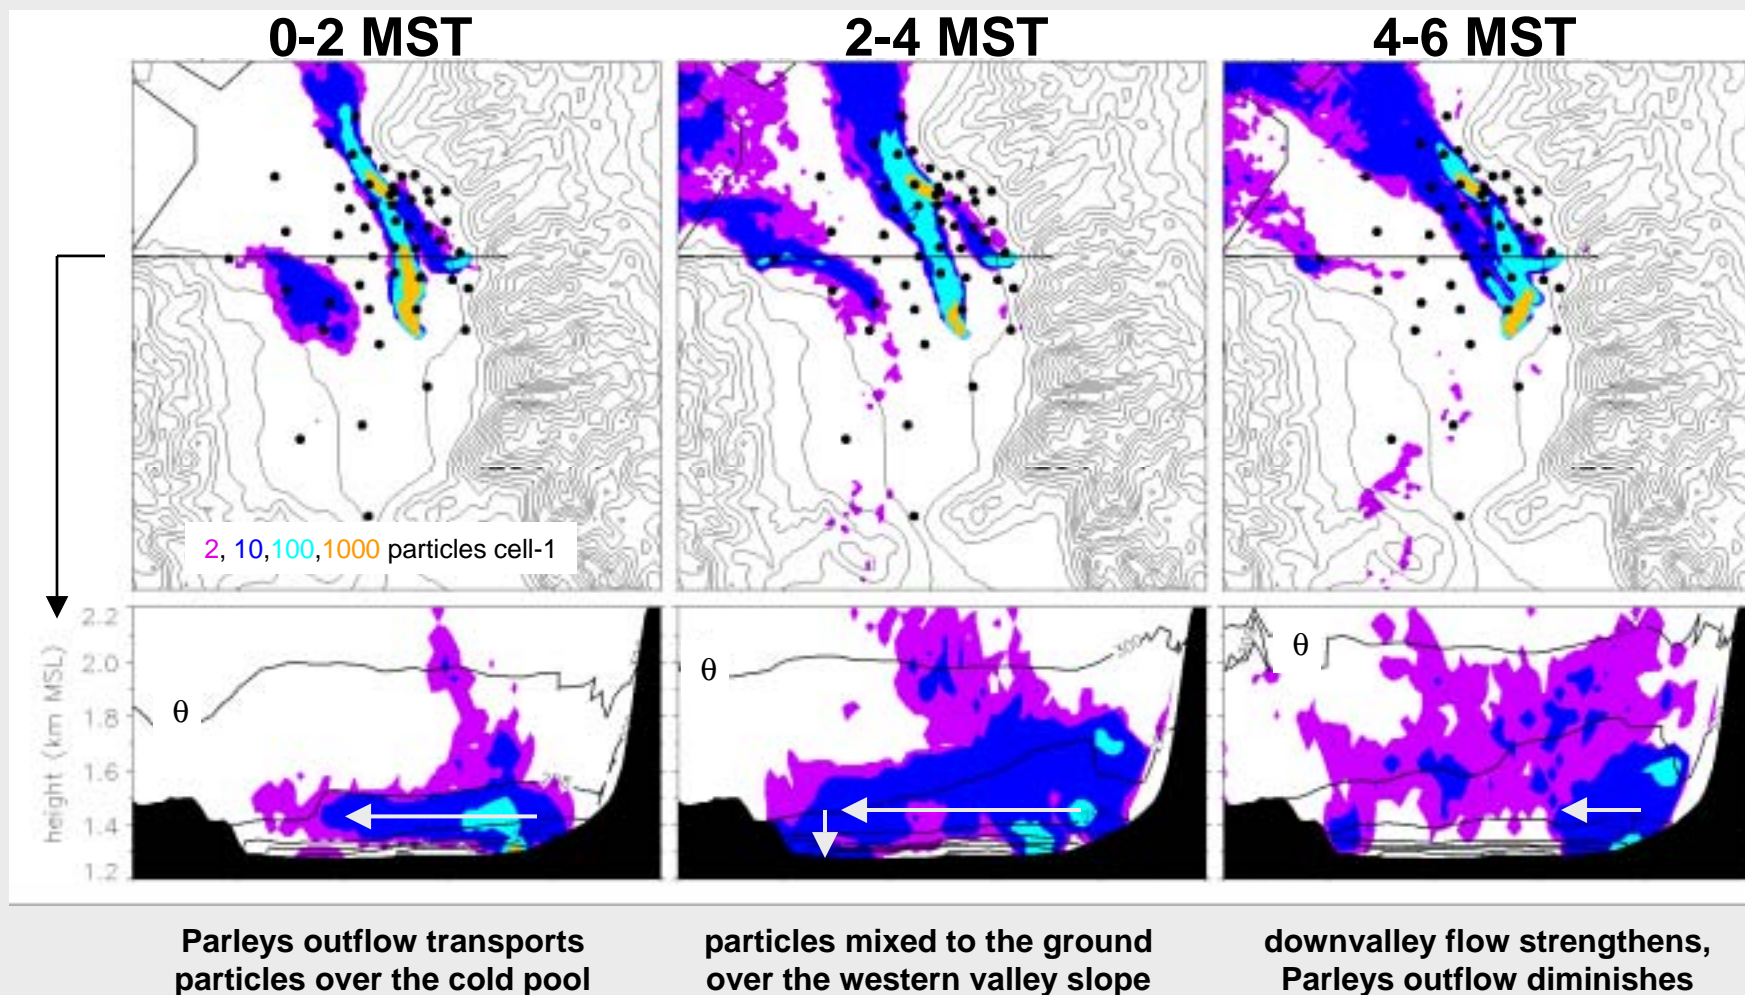 0-2 MST
2-4 MST
4-6 MST
2, 10,100,1000 particles cell-1
height (km MSL)
2.2
2.0
1.8
1.6
1.4
1.2
θ
θ
300
θ
Parleys outflow transports
particles over the cold pool
particles mixed to the ground
over the western valley slope
downvalley flow strengthens,
Parleys outflow diminishes